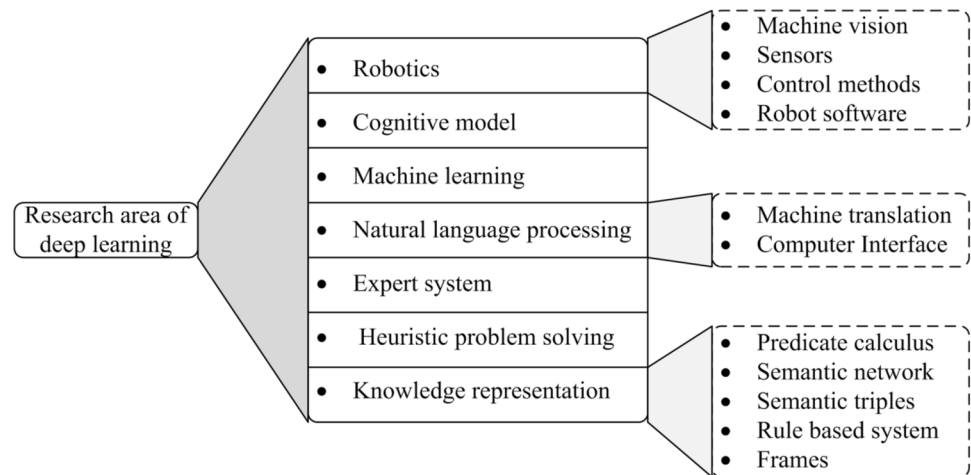 Research area of
deep learning
• Robotics
• Cognitive model
• Machine learning
• Natural language processing
• Expert system
• Heuristic problem solving
• Knowledge representation
• Machine vision
• Sensors
• Control methods
• Robot software
• Machine translation
• Computer Interface
• Predicate calculus
• Semantic network
• Semantic triples
• Rule based system
• Frames